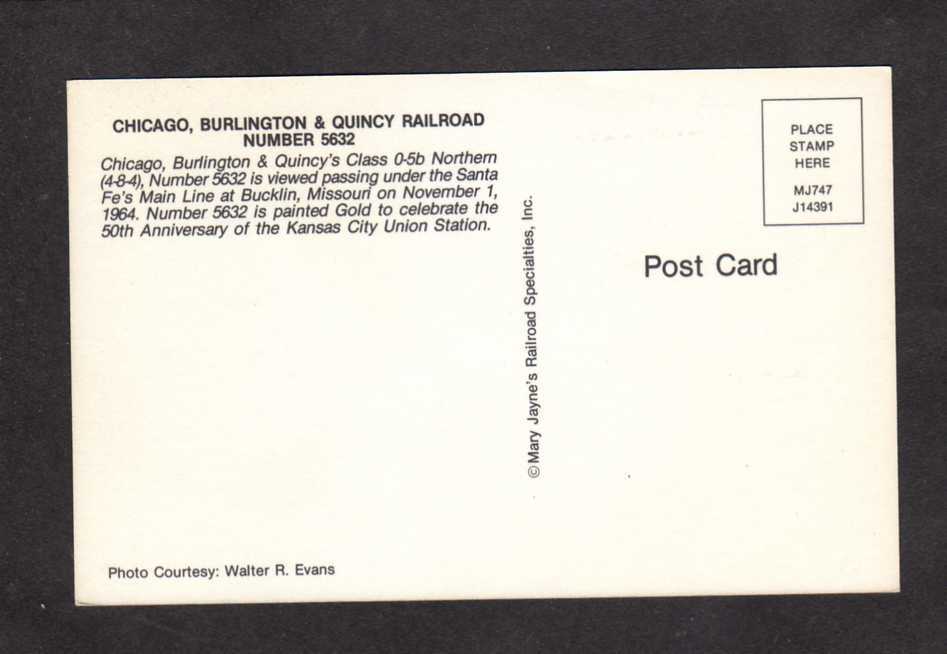 CHICAGO, BURLINGTON & QUINCY RAILROAD
NUMBER 5632
Chicago, Burlington & Quincy's Class 0-5b Northern
(4-8-4), Number 5632 is viewed passing under the Santa
Fe's Main Line at Bucklin, Missouri on November 1,
1964. Number 5632 is painted Gold to celebrate the
50th Anniversary of the Kansas City Union Station.
Photo Courtesy: Walter R. Evans
©Mary Jayne's Railroad Specialties, Inc.
PLACE
STAMP
HERE
MJ747
J14391
Post Card